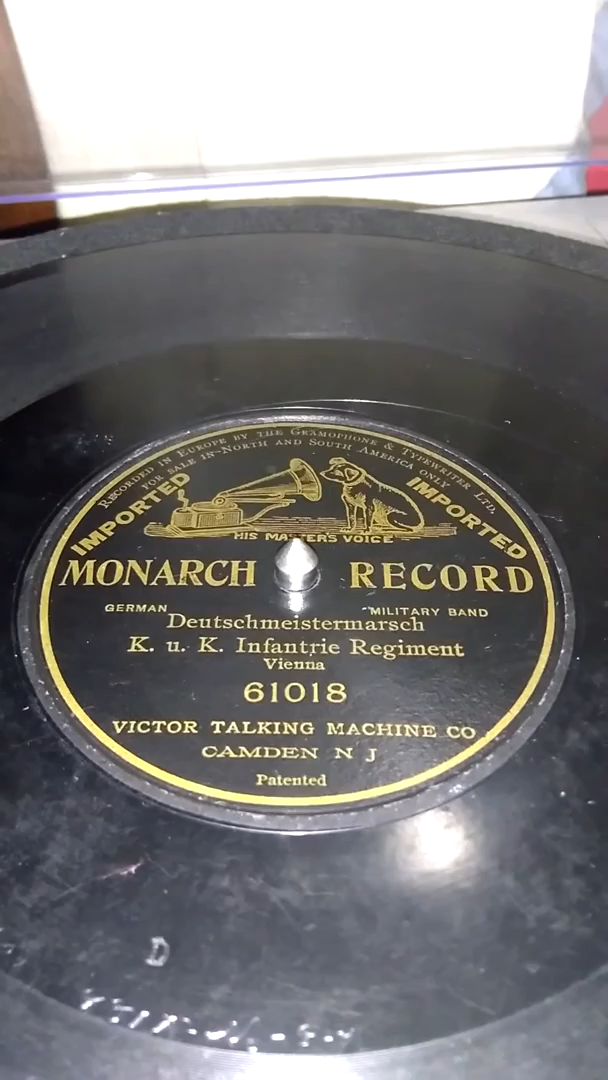 RECORDED IN EUROPE BY THE GRAMOPHONE & TYPEWRITER LTD.
FOR SALE IN NORTH AND SOUTH AMERICA ONLY
IMPORTED IMPORTED
HIS MASTER'S VOICE
MONARCH RECORD
GERMAN MILITARY BAND
Deutschmeistermarsch
K. u. K. Infantrie Regiment
Vienna
61018
VICTOR TALKING MACHINE CO
CAMDEN N J
Patented
D